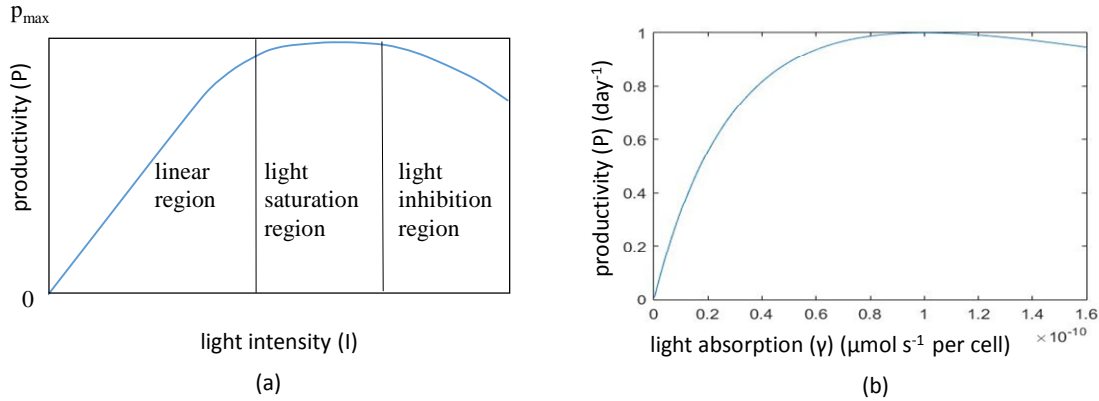 pmax
productivity (P)
0
linear
region
light
saturation
region
light
inhibition
region
light intensity (I)
(a)
productivity (P) (day-1)
1
0.8
0.6
0.4
0.2
0
0 0.2 0.4 0.6 0.8 1 1.2 1.4 1.6
× 10-10
light absorption (γ) (µmol s-1 per cell)
(b)